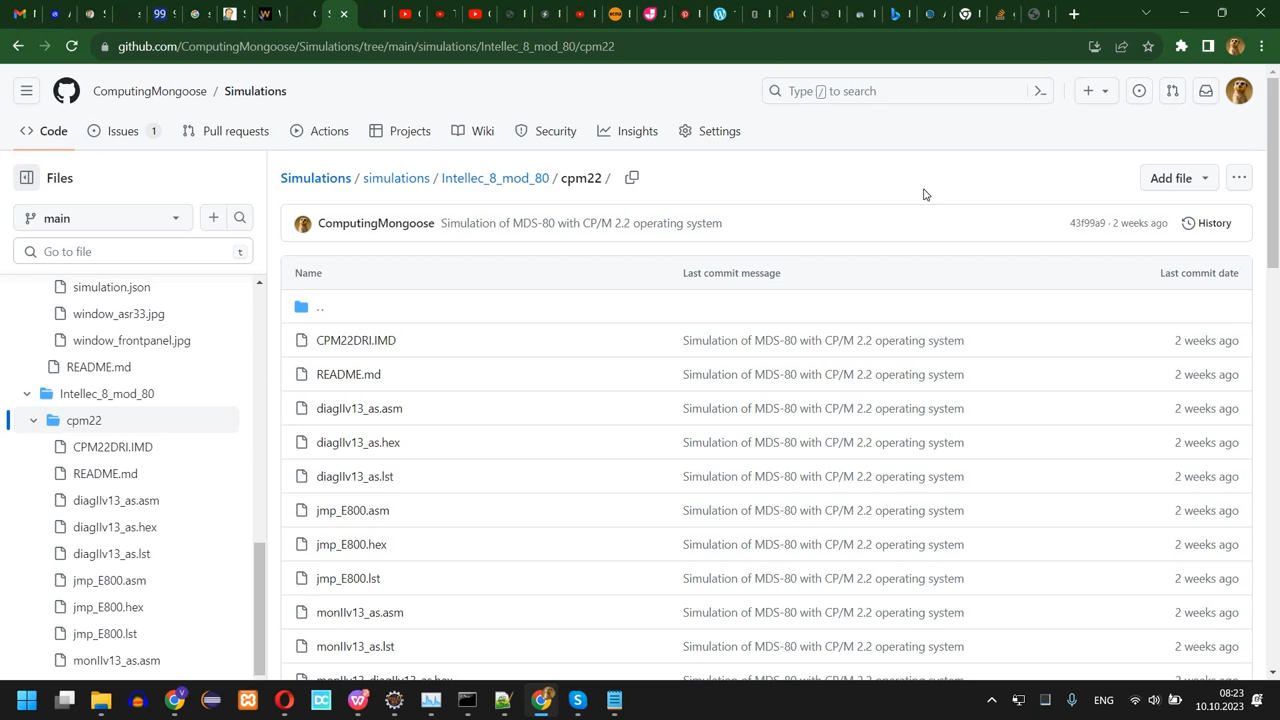 github.com/ComputingMongoose/Simulations/tree/main/simulations/Intellec_8_mod_80/cpm22
ComputingMongoose / Simulations
Type / to search
Code
Issues 1
Pull requests
Actions
Projects
Wiki
Security
Insights
Settings
Files
main
Go to file t
simulation.json
window_asr33.jpg
window_frontpanel.jpg
README.md
Intellec_8_mod_80
cpm22
CPM22DRI.IMD
README.md
diagIIv13_as.asm
diagIIv13_as.hex
diagIIv13_as.lst
jmp_E800.asm
jmp_E800.hex
jmp_E800.lst
monIIv13_as.asm
Simulations / simulations / Intellec_8_mod_80 / cpm22 /
Add file
ComputingMongoose Simulation of MDS-80 with CP/M 2.2 operating system 43f99a9 · 2 weeks ago History
Name Last commit message Last commit date
..
CPM22DRI.IMD Simulation of MDS-80 with CP/M 2.2 operating system 2 weeks ago
README.md Simulation of MDS-80 with CP/M 2.2 operating system 2 weeks ago
diagIIv13_as.asm Simulation of MDS-80 with CP/M 2.2 operating system 2 weeks ago
diagIIv13_as.hex Simulation of MDS-80 with CP/M 2.2 operating system 2 weeks ago
diagIIv13_as.lst Simulation of MDS-80 with CP/M 2.2 operating system 2 weeks ago
jmp_E800.asm Simulation of MDS-80 with CP/M 2.2 operating system 2 weeks ago
jmp_E800.hex Simulation of MDS-80 with CP/M 2.2 operating system 2 weeks ago
jmp_E800.lst Simulation of MDS-80 with CP/M 2.2 operating system 2 weeks ago
monIIv13_as.asm Simulation of MDS-80 with CP/M 2.2 operating system 2 weeks ago
monIIv13_as.lst Simulation of MDS-80 with CP/M 2.2 operating system 2 weeks ago
ENG
08:23
10.10.2023